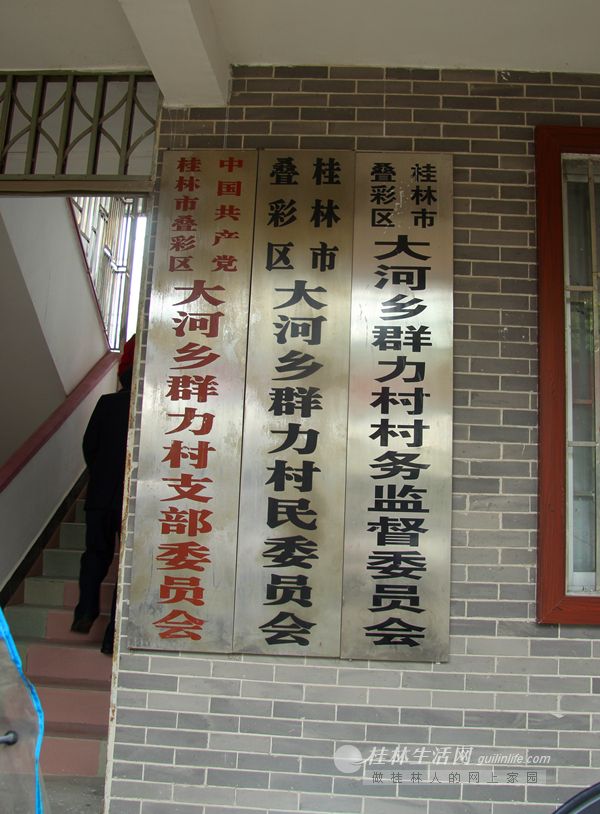 中国共产党
桂林市叠彩区
大河乡群力村支部委员会
桂林市
叠彩区
大河乡群力村民委员会
桂林市
叠彩区
大河乡群力村村务监督委员会
桂林生活网 guilinlife.com
做桂林人的网上家园